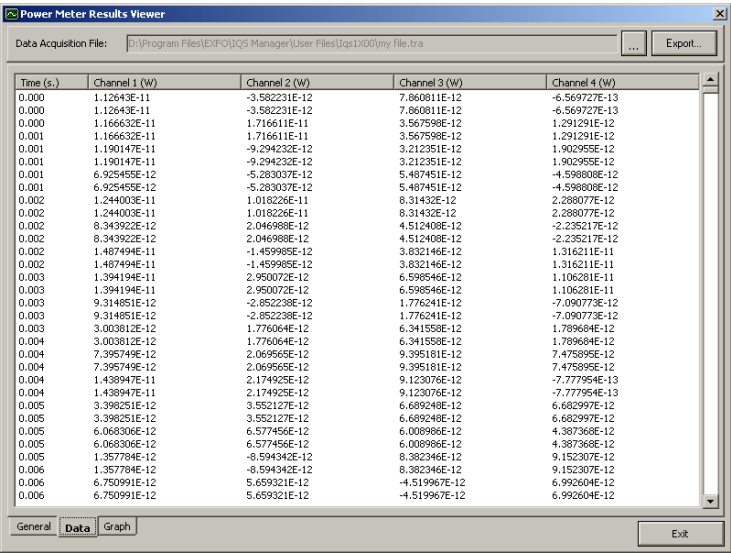 Power Meter Results Viewer
Data Acquisition File: D:\Program Files\EXFO\IQS Manager\User Files\Iqs1X00\my file.tra ... Export...
Time (s.) Channel 1 (W) Channel 2 (W) Channel 3 (W) Channel 4 (W)
0.000 1.12643E-11 -3.582231E-12 7.860811E-12 -6.569727E-13
0.000 1.12643E-11 -3.582231E-12 7.860811E-12 -6.569727E-13
0.000 1.166632E-11 1.716611E-11 3.567598E-12 1.291291E-12
0.001 1.166632E-11 1.716611E-11 3.567598E-12 1.291291E-12
0.001 1.190147E-11 -9.294232E-12 3.212351E-12 1.902955E-12
0.001 1.190147E-11 -9.294232E-12 3.212351E-12 1.902955E-12
0.001 6.925455E-12 -5.283037E-12 5.487451E-12 -4.598808E-12
0.001 6.925455E-12 -5.283037E-12 5.487451E-12 -4.598808E-12
0.002 1.244003E-11 1.018226E-11 8.31432E-12 2.288077E-12
0.002 1.244003E-11 1.018226E-11 8.31432E-12 2.288077E-12
0.002 8.343922E-12 2.046988E-12 4.512408E-12 -2.235217E-12
0.002 8.343922E-12 2.046988E-12 4.512408E-12 -2.235217E-12
0.002 1.487494E-11 -1.459985E-12 3.832146E-12 1.316211E-11
0.002 1.487494E-11 -1.459985E-12 3.832146E-12 1.316211E-11
0.003 1.394194E-11 2.950072E-12 6.598546E-12 1.106281E-11
0.003 1.394194E-11 2.950072E-12 6.598546E-12 1.106281E-11
0.003 9.314851E-12 -2.852238E-12 1.776241E-12 -7.090773E-12
0.003 9.314851E-12 -2.852238E-12 1.776241E-12 -7.090773E-12
0.003 3.003812E-12 1.776064E-12 6.341558E-12 1.789684E-12
0.004 3.003812E-12 1.776064E-12 6.341558E-12 1.789684E-12
0.004 7.395749E-12 2.069565E-12 9.395181E-12 7.475895E-12
0.004 7.395749E-12 2.069565E-12 9.395181E-12 7.475895E-12
0.004 1.438947E-11 2.174925E-12 9.123076E-12 -7.777954E-13
0.004 1.438947E-11 2.174925E-12 9.123076E-12 -7.777954E-13
0.005 3.398251E-12 3.552127E-12 6.689248E-12 6.682997E-12
0.005 3.398251E-12 3.552127E-12 6.689248E-12 6.682997E-12
0.005 6.068306E-12 6.577456E-12 6.008986E-12 4.387368E-12
0.005 6.068306E-12 6.577456E-12 6.008986E-12 4.387368E-12
0.005 1.357784E-12 -8.594342E-12 8.382346E-12 9.152307E-12
0.006 1.357784E-12 -8.594342E-12 8.382346E-12 9.152307E-12
0.006 6.750991E-12 5.659321E-12 -4.519967E-12 6.992604E-12
0.006 6.750991E-12 5.659321E-12 -4.519967E-12 6.992604E-12
General Data Graph
Exit